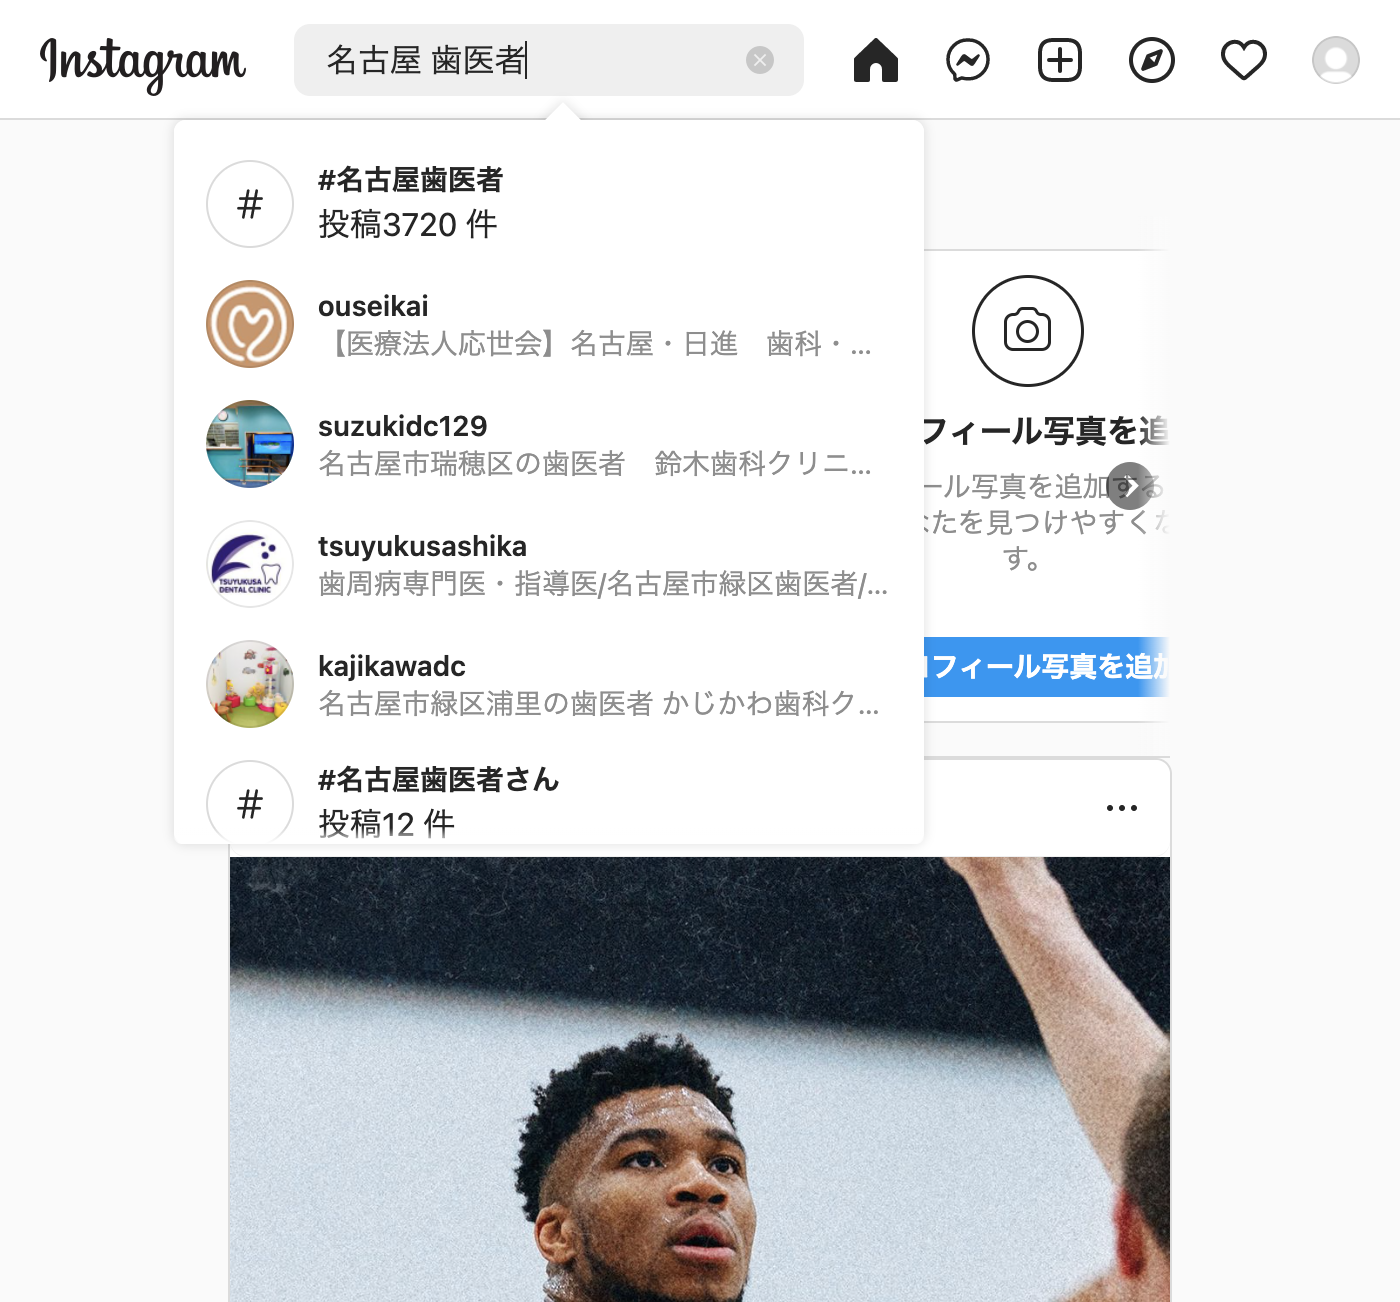 Instagram
名古屋 歯医者
#名古屋歯医者
投稿3720 件
ouseikai
【医療法人応世会】名古屋・日進　歯科・...
suzukidc129
名古屋市瑞穂区の歯医者　鈴木歯科クリニ...
TSUYUKUSA
DENTAL CLINIC
tsuyukusashika
歯周病専門医・指導医/名古屋市緑区歯医者/...
kajikawadc
名古屋市緑区浦里の歯医者 かじかわ歯科ク...
#名古屋歯医者さん
投稿12 件
フィール写真を追
ール写真を追加する
なたを見つけやすくな
す。
フィール写真を追加